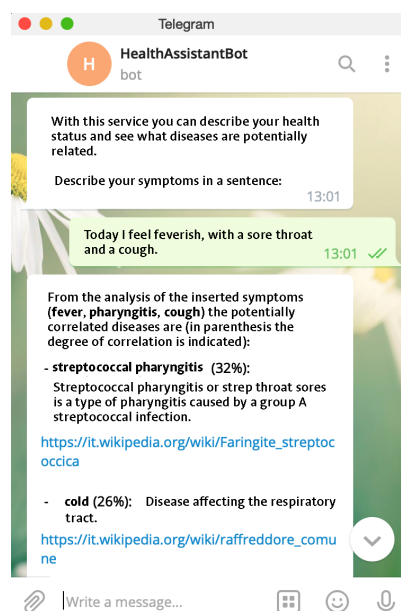 Telegram
H
HealthAssistantBot
bot
With this service you can describe your health
status and see what diseases are potentially
related.
Describe your symptoms in a sentence:
13:01
Today I feel feverish, with a sore throat
and a cough.
13:01
From the analysis of the inserted symptoms
(fever, pharyngitis, cough) the potentially
correlated diseases are (in parenthesis the
degree of correlation is indicated):
- streptococcal pharyngitis (32%):
Streptococcal pharyngitis or strep throat sores
is a type of pharyngitis caused by a group A
streptococcal infection.
https://it.wikipedia.org/wiki/Faringite_streptoc
occica
- cold (26%): Disease affecting the respiratory
tract.
https://it.wikipedia.org/wiki/raffreddore_comu
ne
Write a message...